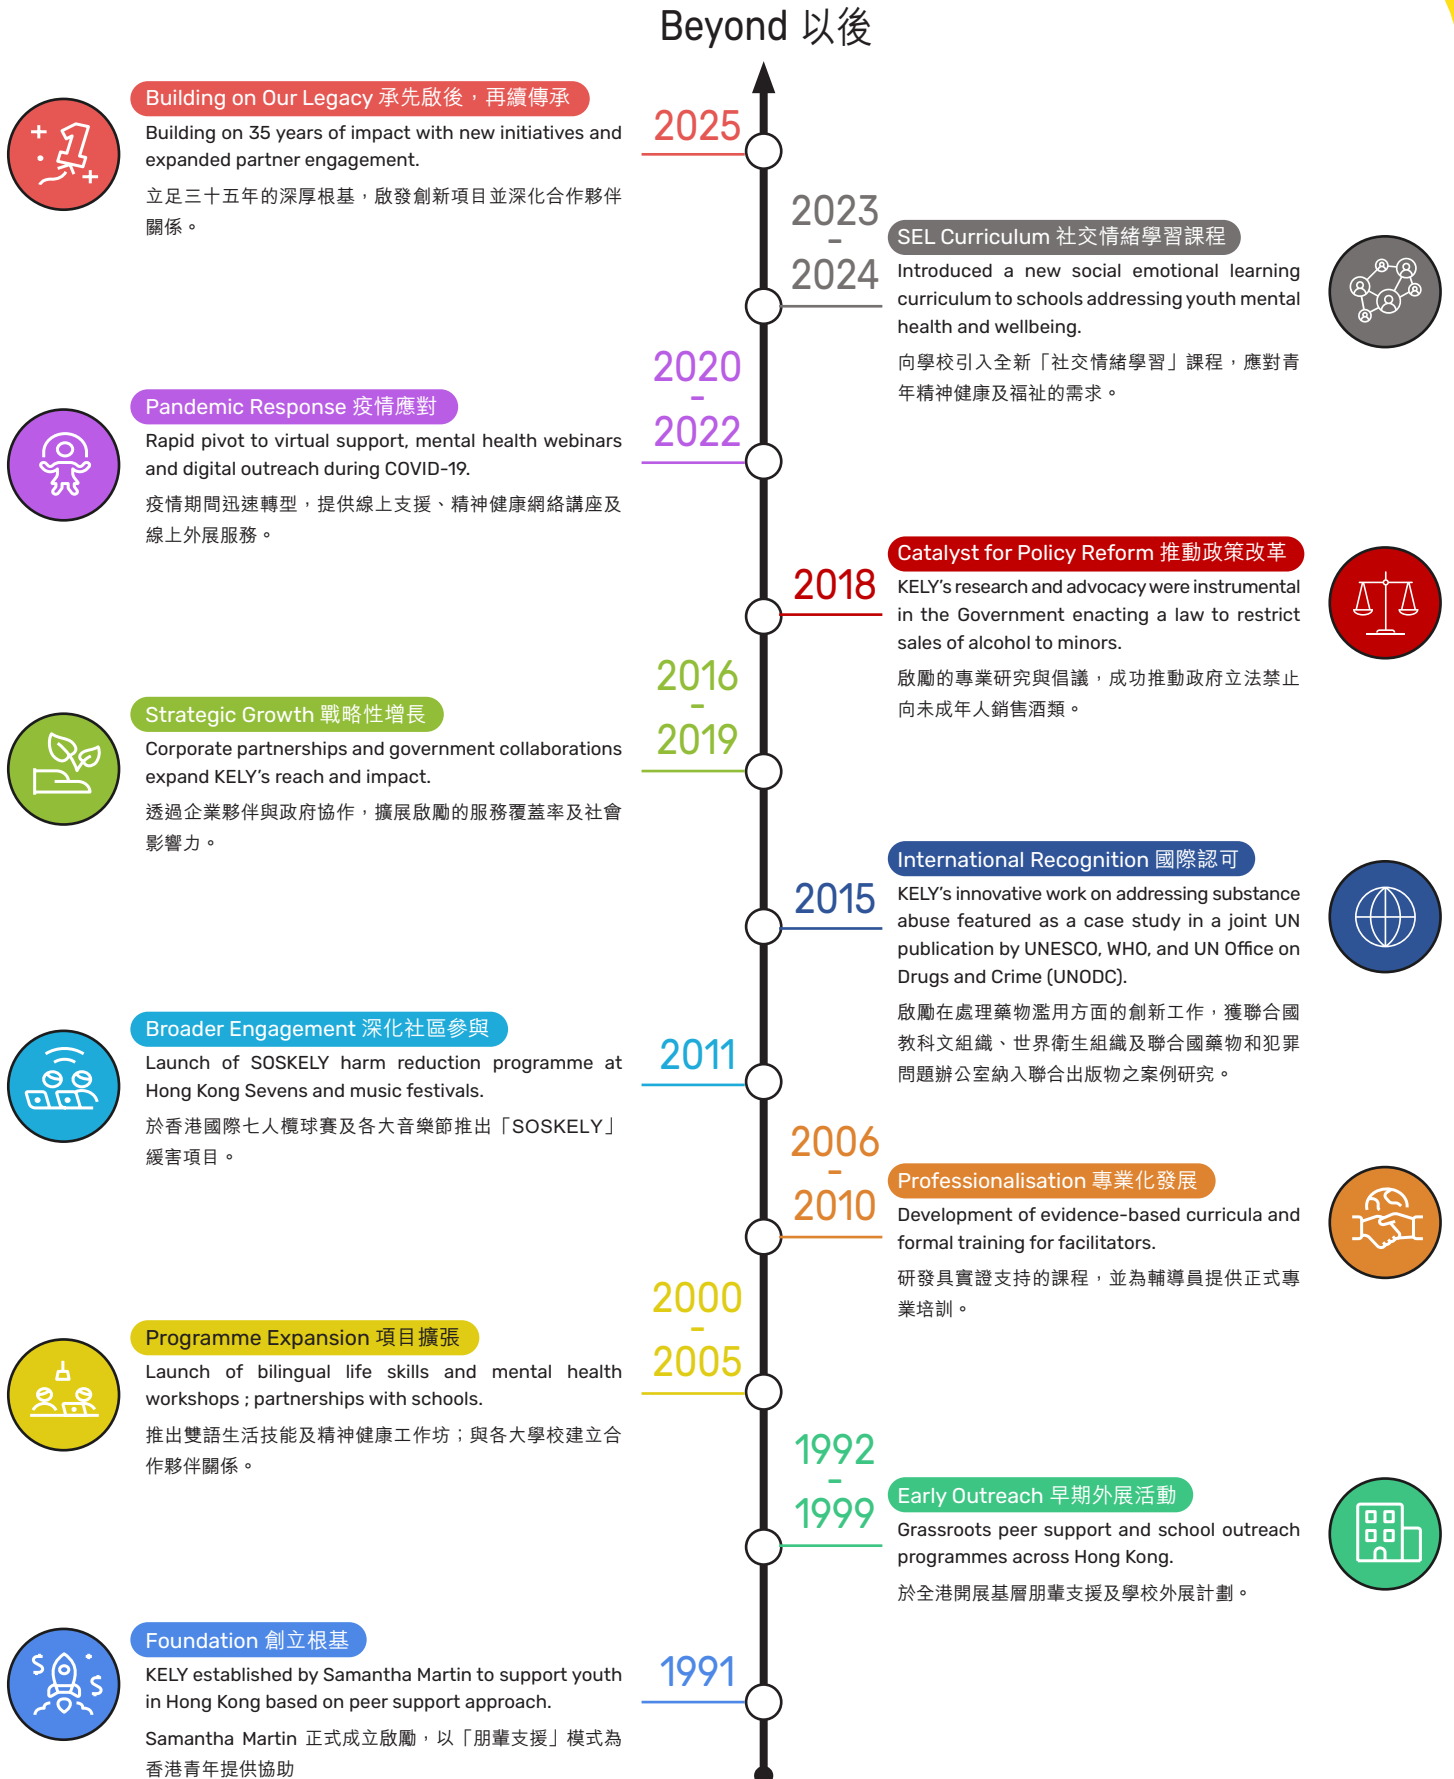 Beyond 以後
Building on Our Legacy 承先啟後，再續傳承
Building on 35 years of impact with new initiatives and
expanded partner engagement.
立足三十五年的深厚根基，啟發創新項目並深化合作夥伴
關係。
2025
2023
-
2024
SEL Curriculum 社交情緒學習課程
Introduced a new social emotional learning
curriculum to schools addressing youth mental
health and wellbeing.
向學校引入全新「社交情緒學習」課程，應對青
年精神健康及福祉的需求。
2020
-
2022
Pandemic Response 疫情應對
Rapid pivot to virtual support, mental health webinars
and digital outreach during COVID-19.
疫情期間迅速轉型，提供線上支援、精神健康網絡講座及
線上外展服務。
2018
Catalyst for Policy Reform 推動政策改革
KELY's research and advocacy were instrumental
in the Government enacting a law to restrict
sales of alcohol to minors.
啟勵的專業研究與倡議，成功推動政府立法禁止
向未成年人銷售酒類。
2016
-
2019
Strategic Growth 戰略性增長
Corporate partnerships and government collaborations
expand KELY's reach and impact.
透過企業夥伴與政府協作，擴展啟勵的服務覆蓋率及社會
影響力。
2015
International Recognition 國際認可
KELY's innovative work on addressing substance
abuse featured as a case study in a joint UN
publication by UNESCO, WHO, and UN Office on
Drugs and Crime (UNODC).
啟勵在處理藥物濫用方面的創新工作，獲聯合國
教科文組織、世界衛生組織及聯合國藥物和犯罪
問題辦公室納入聯合出版物之案例研究。
2011
Broader Engagement 深化社區參與
Launch of SOSKELY harm reduction programme at
Hong Kong Sevens and music festivals.
於香港國際七人欖球賽及各大音樂節推出「SOSKELY」
緩害項目。
2006
-
2010
Professionalisation 專業化發展
Development of evidence-based curricula and
formal training for facilitators.
研發具實證支持的課程，並為輔導員提供正式專
業培訓。
2000
-
2005
Programme Expansion 項目擴張
Launch of bilingual life skills and mental health
workshops ; partnerships with schools.
推出雙語生活技能及精神健康工作坊；與各大學校建立合
作夥伴關係。
1992
-
1999
Early Outreach 早期外展活動
Grassroots peer support and school outreach
programmes across Hong Kong.
於全港開展基層朋輩支援及學校外展計劃。
1991
Foundation 創立根基
KELY established by Samantha Martin to support youth
in Hong Kong based on peer support approach.
Samantha Martin 正式成立啟勵，以「朋輩支援」模式為
香港青年提供協助